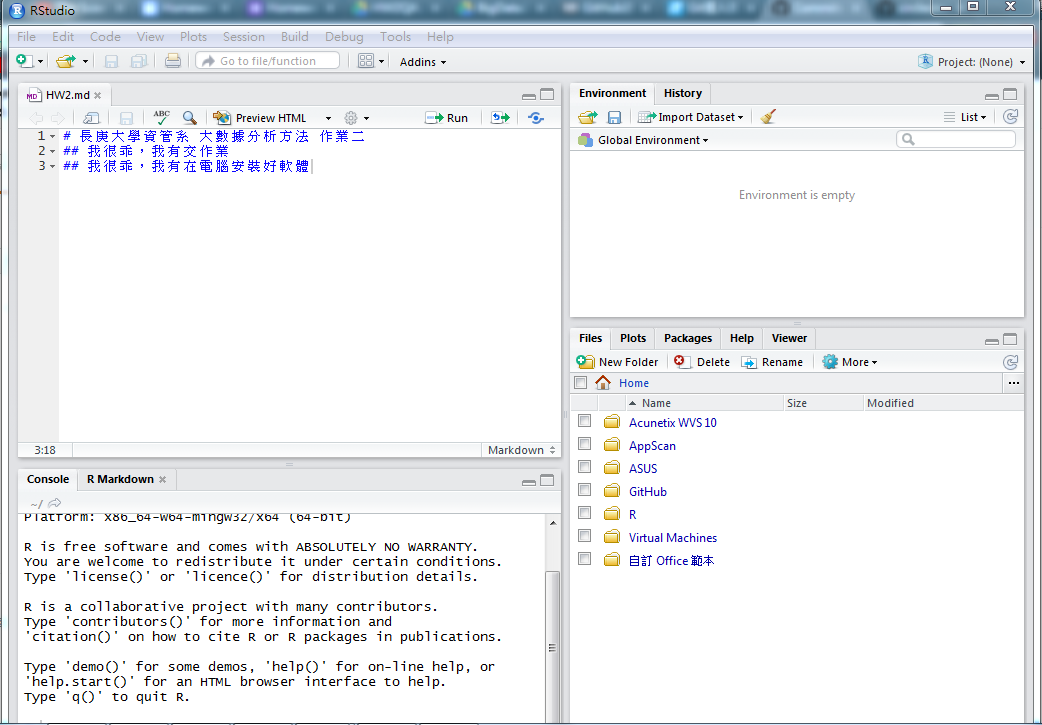 RStudio
File Edit Code View Plots Session Build Debug Tools Help
Go to file/function Addins Project: (None)
HW2.md
ABC Preview HTML Run
1 # 長庚大學資管系 大數據分析方法 作業二
2 ## 我很乖，我有交作業
3 ## 我很乖，我有在電腦安裝好軟體
3:18 Markdown
Console R Markdown
~/
Platform: x86_64-w64-mingw32/x64 (64-bit)
R is free software and comes with ABSOLUTELY NO WARRANTY.
You are welcome to redistribute it under certain conditions.
Type 'license()' or 'licence()' for distribution details.
R is a collaborative project with many contributors.
Type 'contributors()' for more information and
'citation()' on how to cite R or R packages in publications.
Type 'demo()' for some demos, 'help()' for on-line help, or
'help.start()' for an HTML browser interface to help.
Type 'q()' to quit R.
Environment History
Import Dataset List
Global Environment
Environment is empty
Files Plots Packages Help Viewer
New Folder Delete Rename More
Home
Name Size Modified
Acunetix WVS 10
AppScan
ASUS
GitHub
R
Virtual Machines
自訂 Office 範本